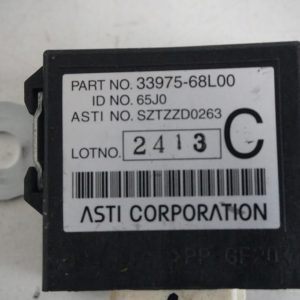 PART NO. 33975-68L00
ID NO. 65J0
ASTI NO. SZTZZD0263
LOTNO. 2413 C
ASTI CORPORATION